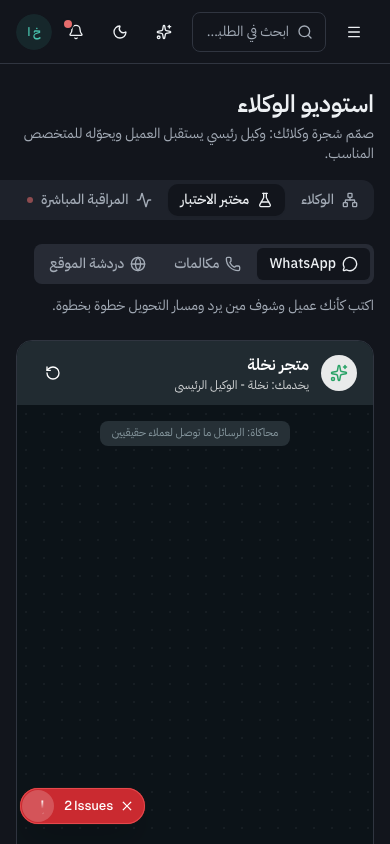 ابحث في الطلبـ...
خ ا
استوديو الوكلاء
صمّم شجرة وكلائك: وكيل رئيسي يستقبل العميل ويحوّله للمتخصص
المناسب.
الوكلاء
مختبر الاختبار
المراقبة المباشرة
WhatsApp
مكالمات
دردشة الموقع
اكتب كأنك عميل وشوف مين يرد ومسار التحويل خطوة بخطوة.
متجر نخلة
يخدمك: نخلة - الوكيل الرئيسي
محاكاة: الرسائل ما توصل لعملاء حقيقيين
2 Issues